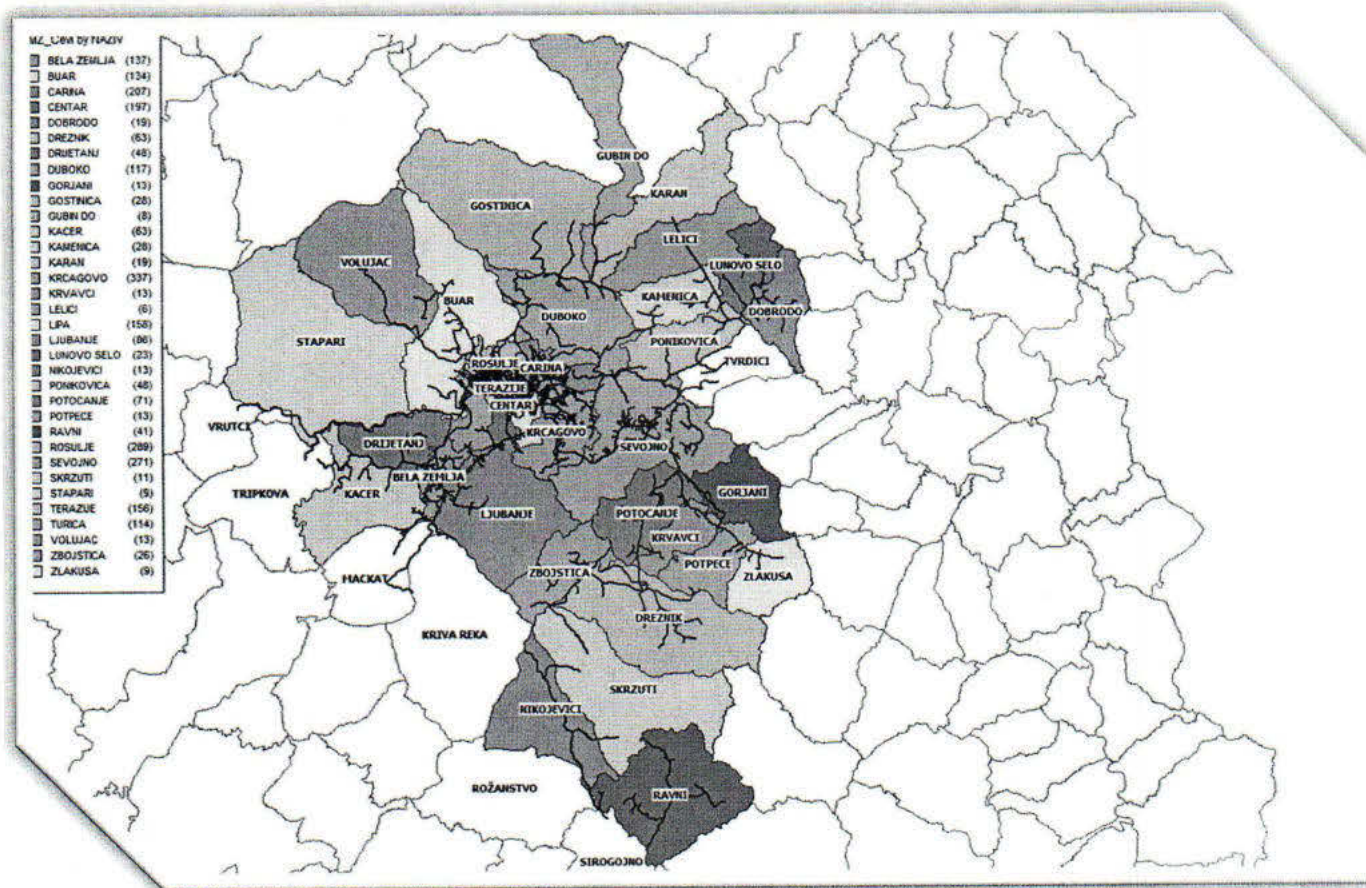 MZ_Cevi by NAZIV
BELA ZEMLJA (137)
BUAR (134)
CARINA (207)
CENTAR (197)
DOBRODO (19)
DREZNIK (63)
DRIJETANJ (48)
DUBOKO (117)
GORJANI (13)
GOSTINICA (28)
GUBIN DO (8)
KACER (63)
KAMENICA (28)
KARAN (19)
KRCAGOVO (337)
KRVAVCI (13)
LELICI (6)
LIPA (158)
LJUBANJE (86)
LUNOVO SELO (23)
NIKOJEVICI (13)
PONIKOVICA (48)
POTOCANJE (71)
POTPECE (13)
RAVNI (41)
ROSULJE (289)
SEVOJNO (271)
SKRZUTI (11)
STAPARI (9)
TERAZIJE (156)
TURICA (114)
VOLUJAC (13)
ZBOJSTICA (26)
ZLAKUSA (9)
GUBIN DO
KARAN
GOSTINICA
LELICI
VOLUJAC
LUNOVO SELO
BUAR
KAMENICA
DUBOKO
DOBRODO
STAPARI
PONIKOVICA
TVRDICI
ROSULJE
CARINA
TERAZIJE
CENTAR
VRUTCI
KRCAGOVO
DRIJETANJ
SEVOJNO
BELA ZEMLJA
TRIPKOVA
KACER
GORJANI
LJUBANJE
POTOCANJE
KRVAVCI
POTPECE
ZBOJSTICA
ZLAKUSA
MACKAT
DREZNIK
KRIVA REKA
SKRZUTI
NIKOJEVICI
ROŽANSTVO
RAVNI
SIROGOJNO